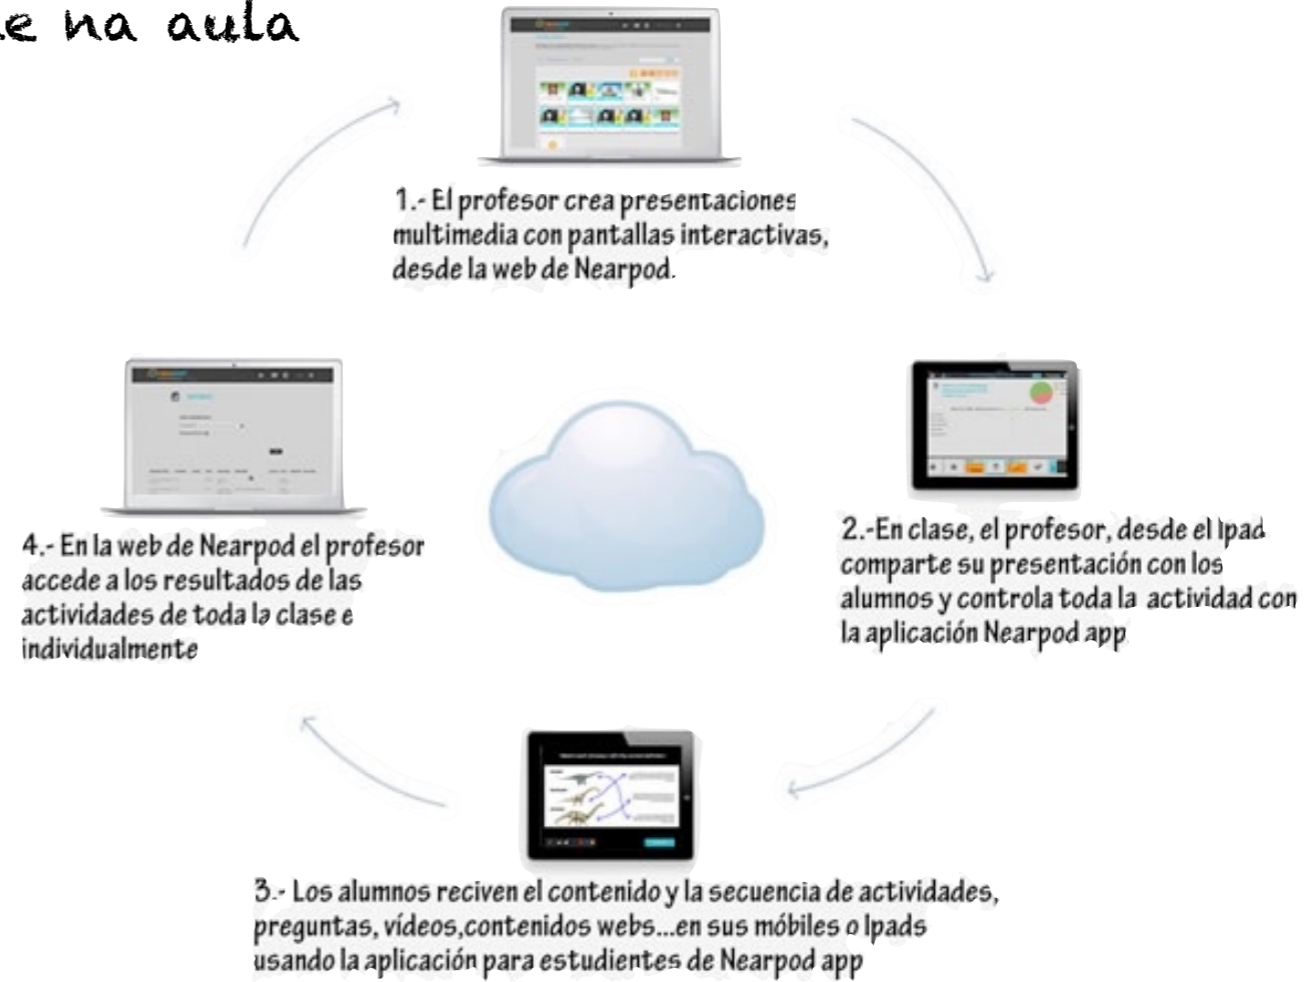 na aula
1.- El profesor crea presentaciones
multimedia con pantallas interactivas,
desde la web de Nearpod.
2.-En clase, el profesor, desde el Ipad
comparte su presentación con los
alumnos y controla toda la actividad con
la aplicación Nearpod app
3.- Los alumnos reciven el contenido y la secuencia de actividades,
preguntas, vídeos,contenidos webs...en sus móbiles o Ipads
usando la aplicación para estudientes de Nearpod app
4.- En la web de Nearpod el profesor
accede a los resultados de las
actividades de toda la clase e
individualmente